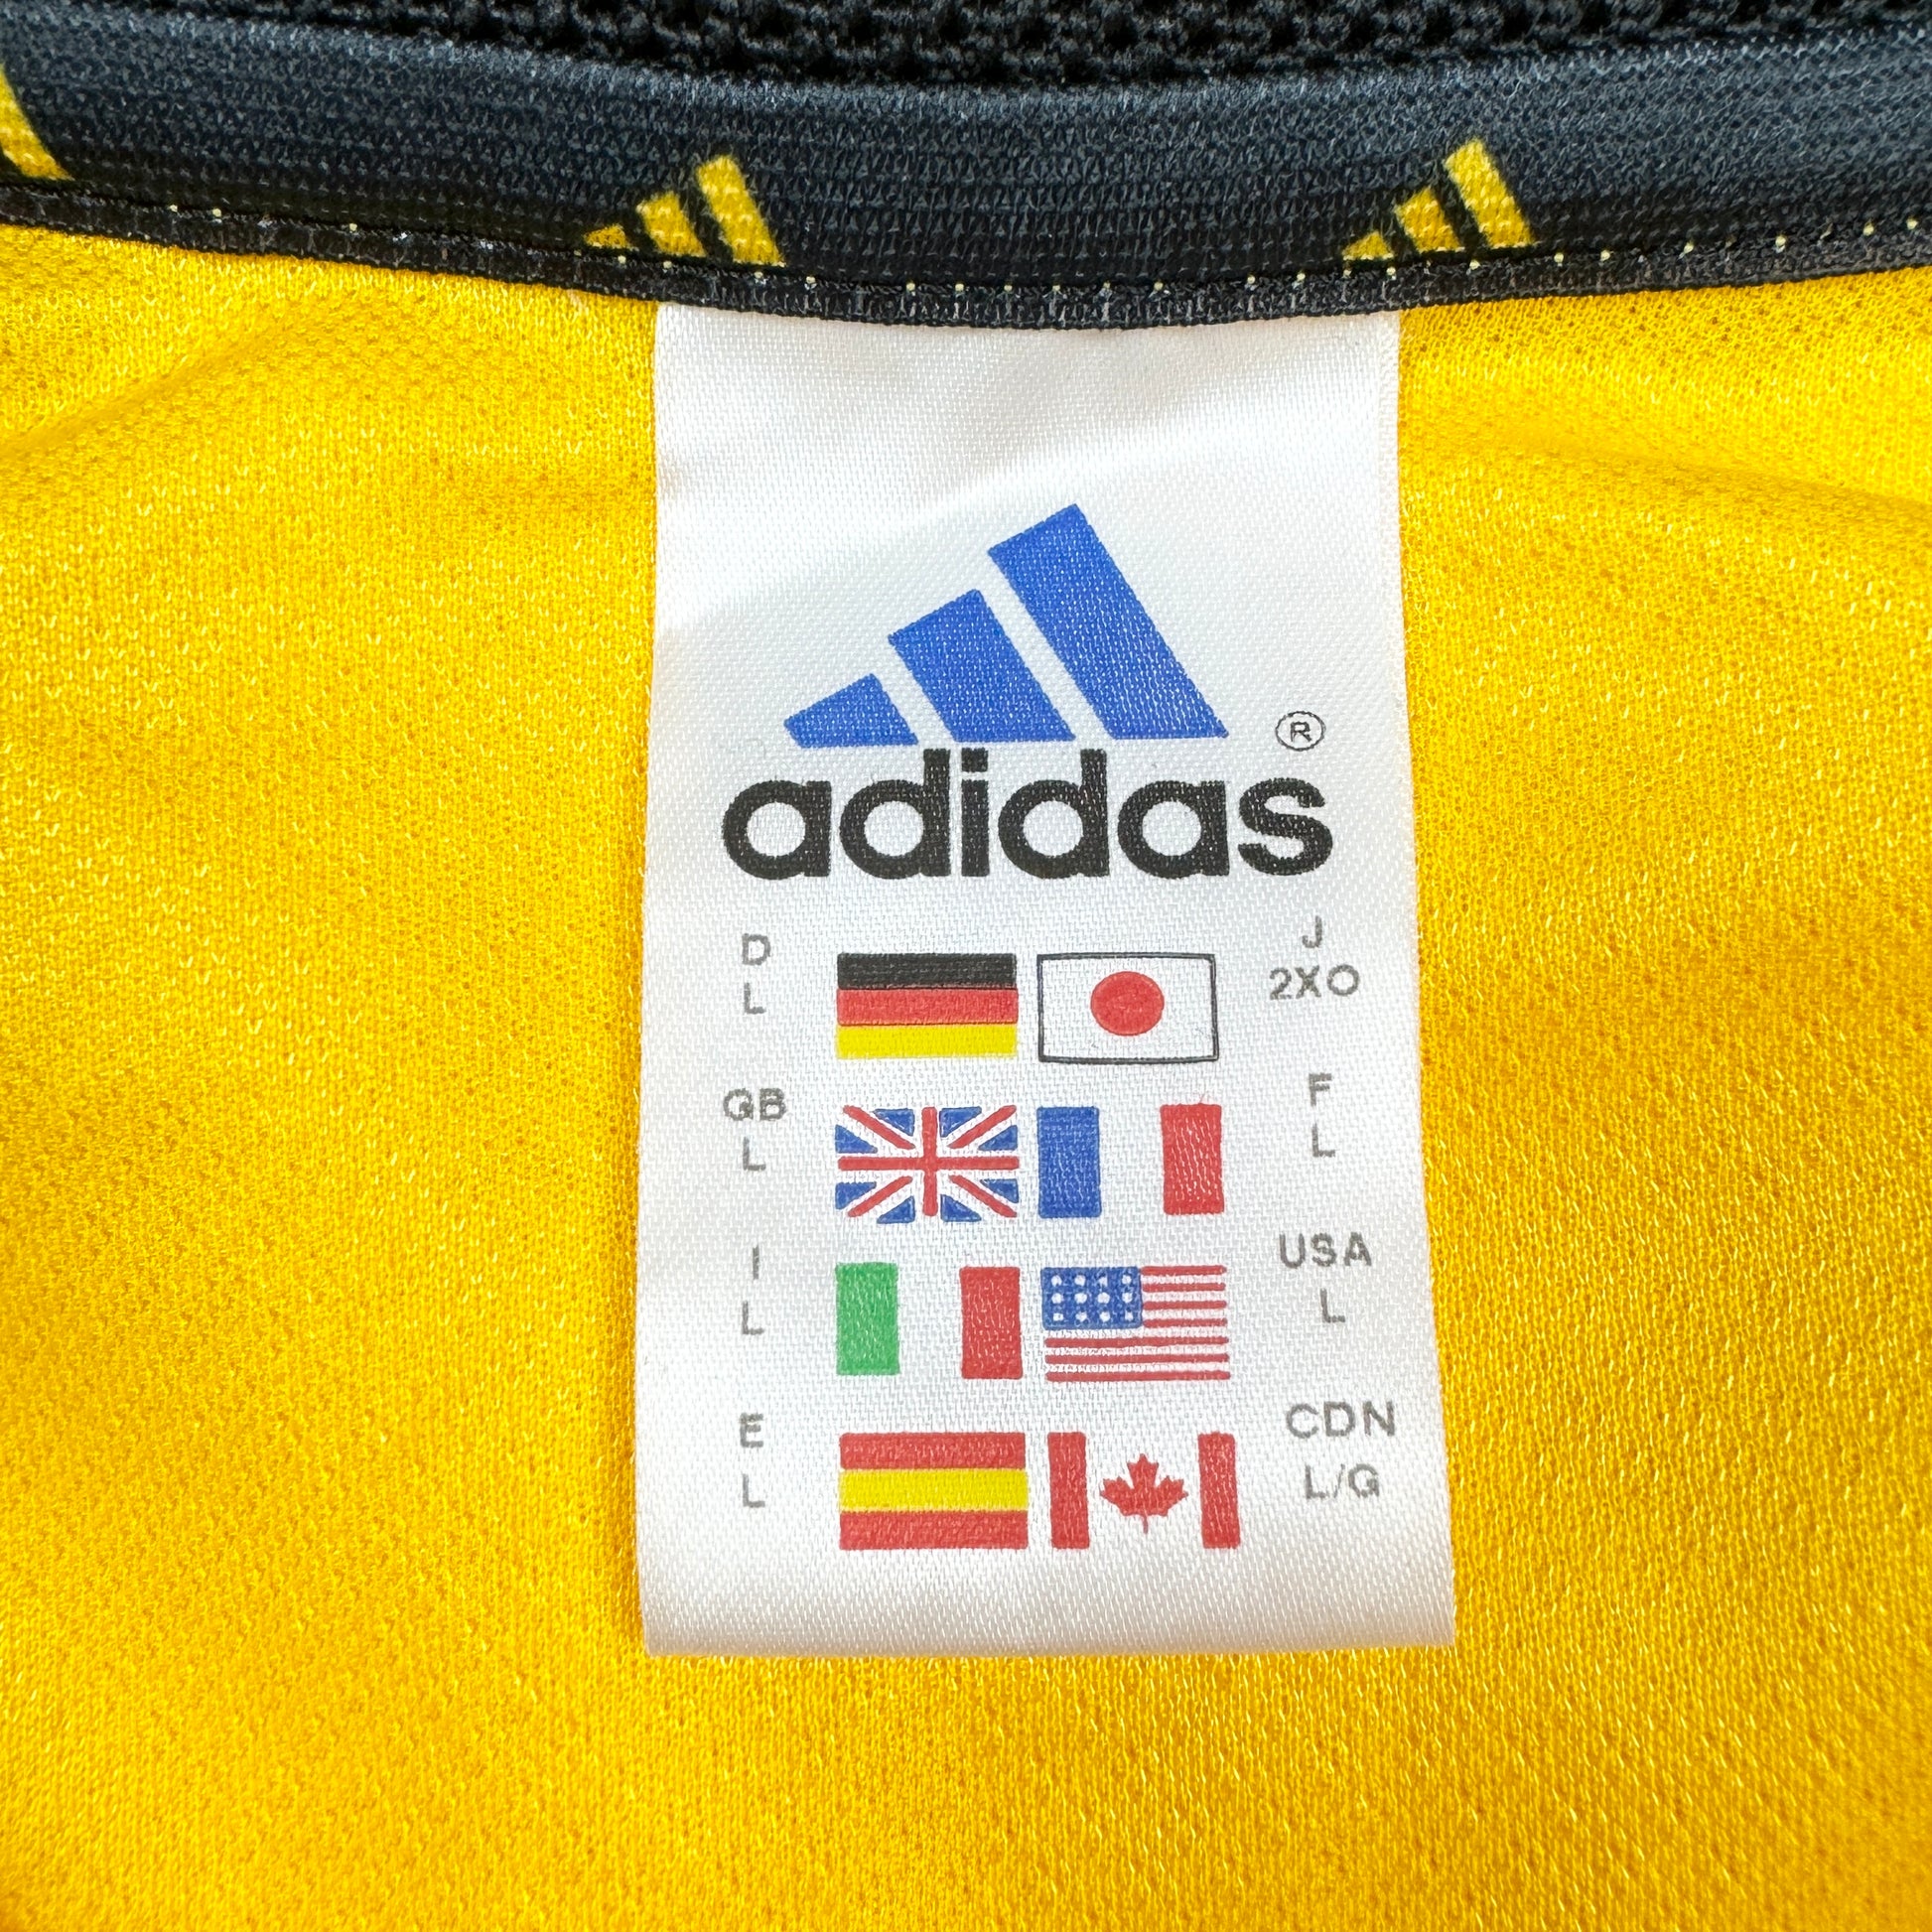 ®
adidas
D J
L 2XO
GB F
L L
I USA
L L
E CDN
L L/G